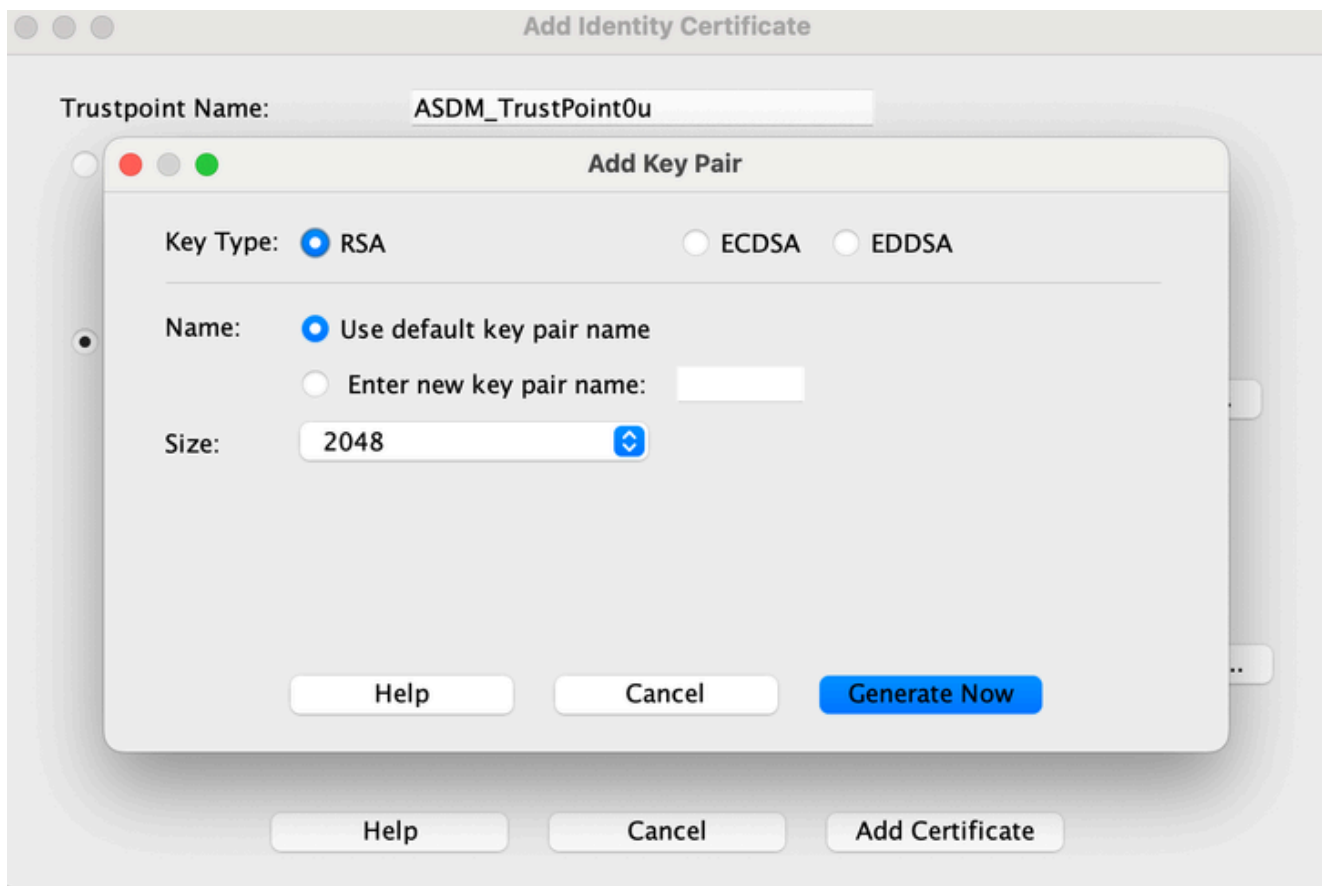 Add Identity Certificate
Trustpoint Name: ASDM_TrustPoint0u
Add Key Pair
Key Type: RSA ECDSA EDDSA
Name: Use default key pair name
Enter new key pair name:
Size: 2048
Help Cancel Generate Now
..
Help Cancel Add Certificate